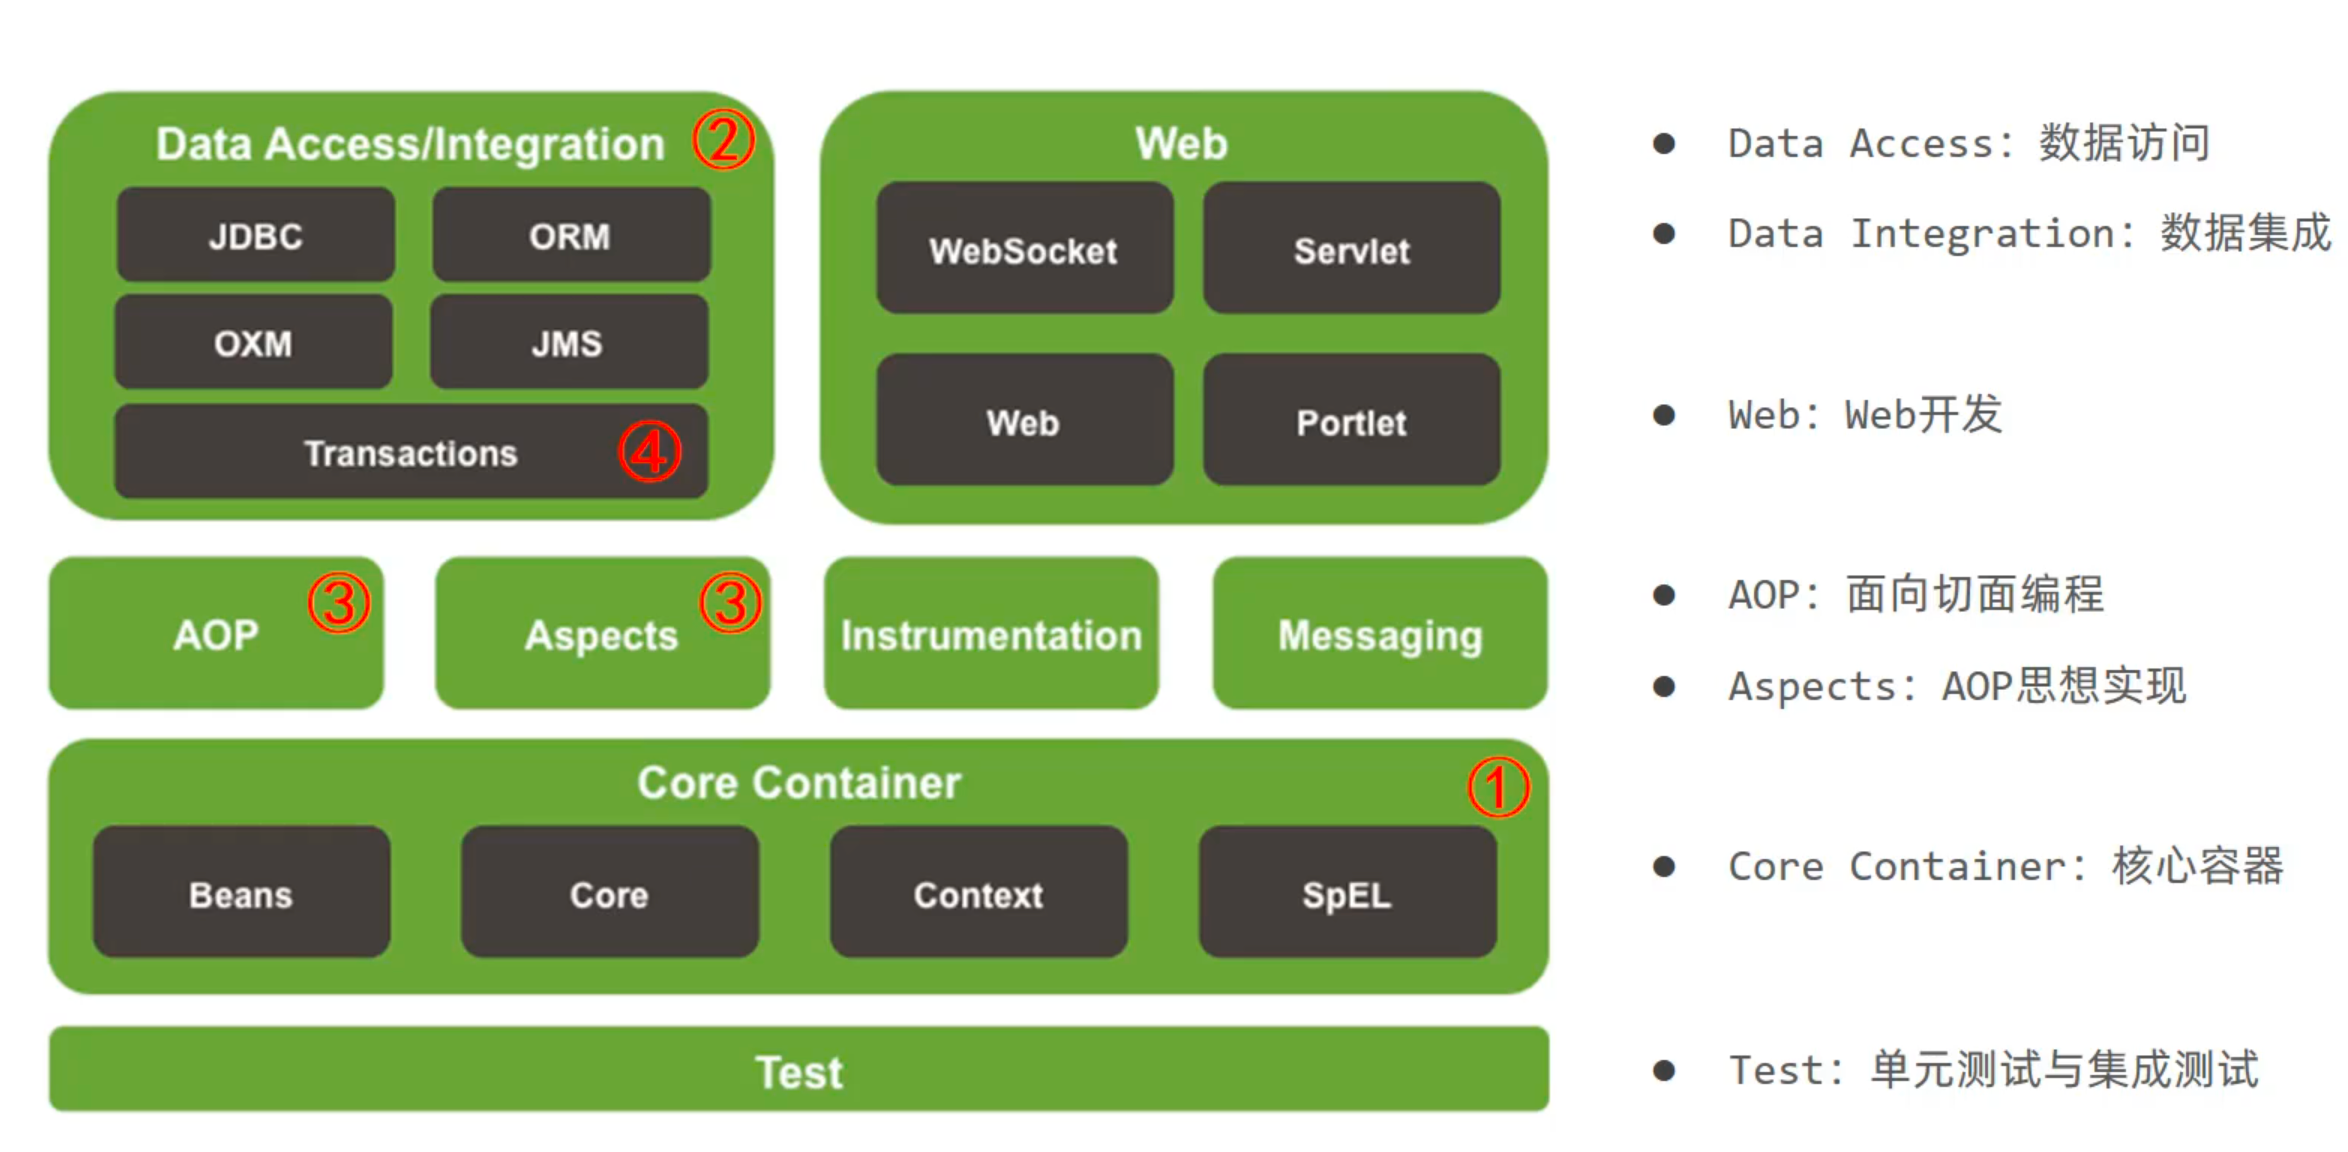 Data Access/Integration ②
JDBC
ORM
OXM
JMS
Transactions ④
Web
WebSocket
Servlet
Web
Portlet
AOP ③
Aspects ③
Instrumentation
Messaging
Core Container ①
Beans
Core
Context
SpEL
Test
● Data Access：数据访问
● Data Integration：数据集成
● Web：Web开发
● AOP：面向切面编程
● Aspects：AOP思想实现
● Core Container：核心容器
● Test：单元测试与集成测试